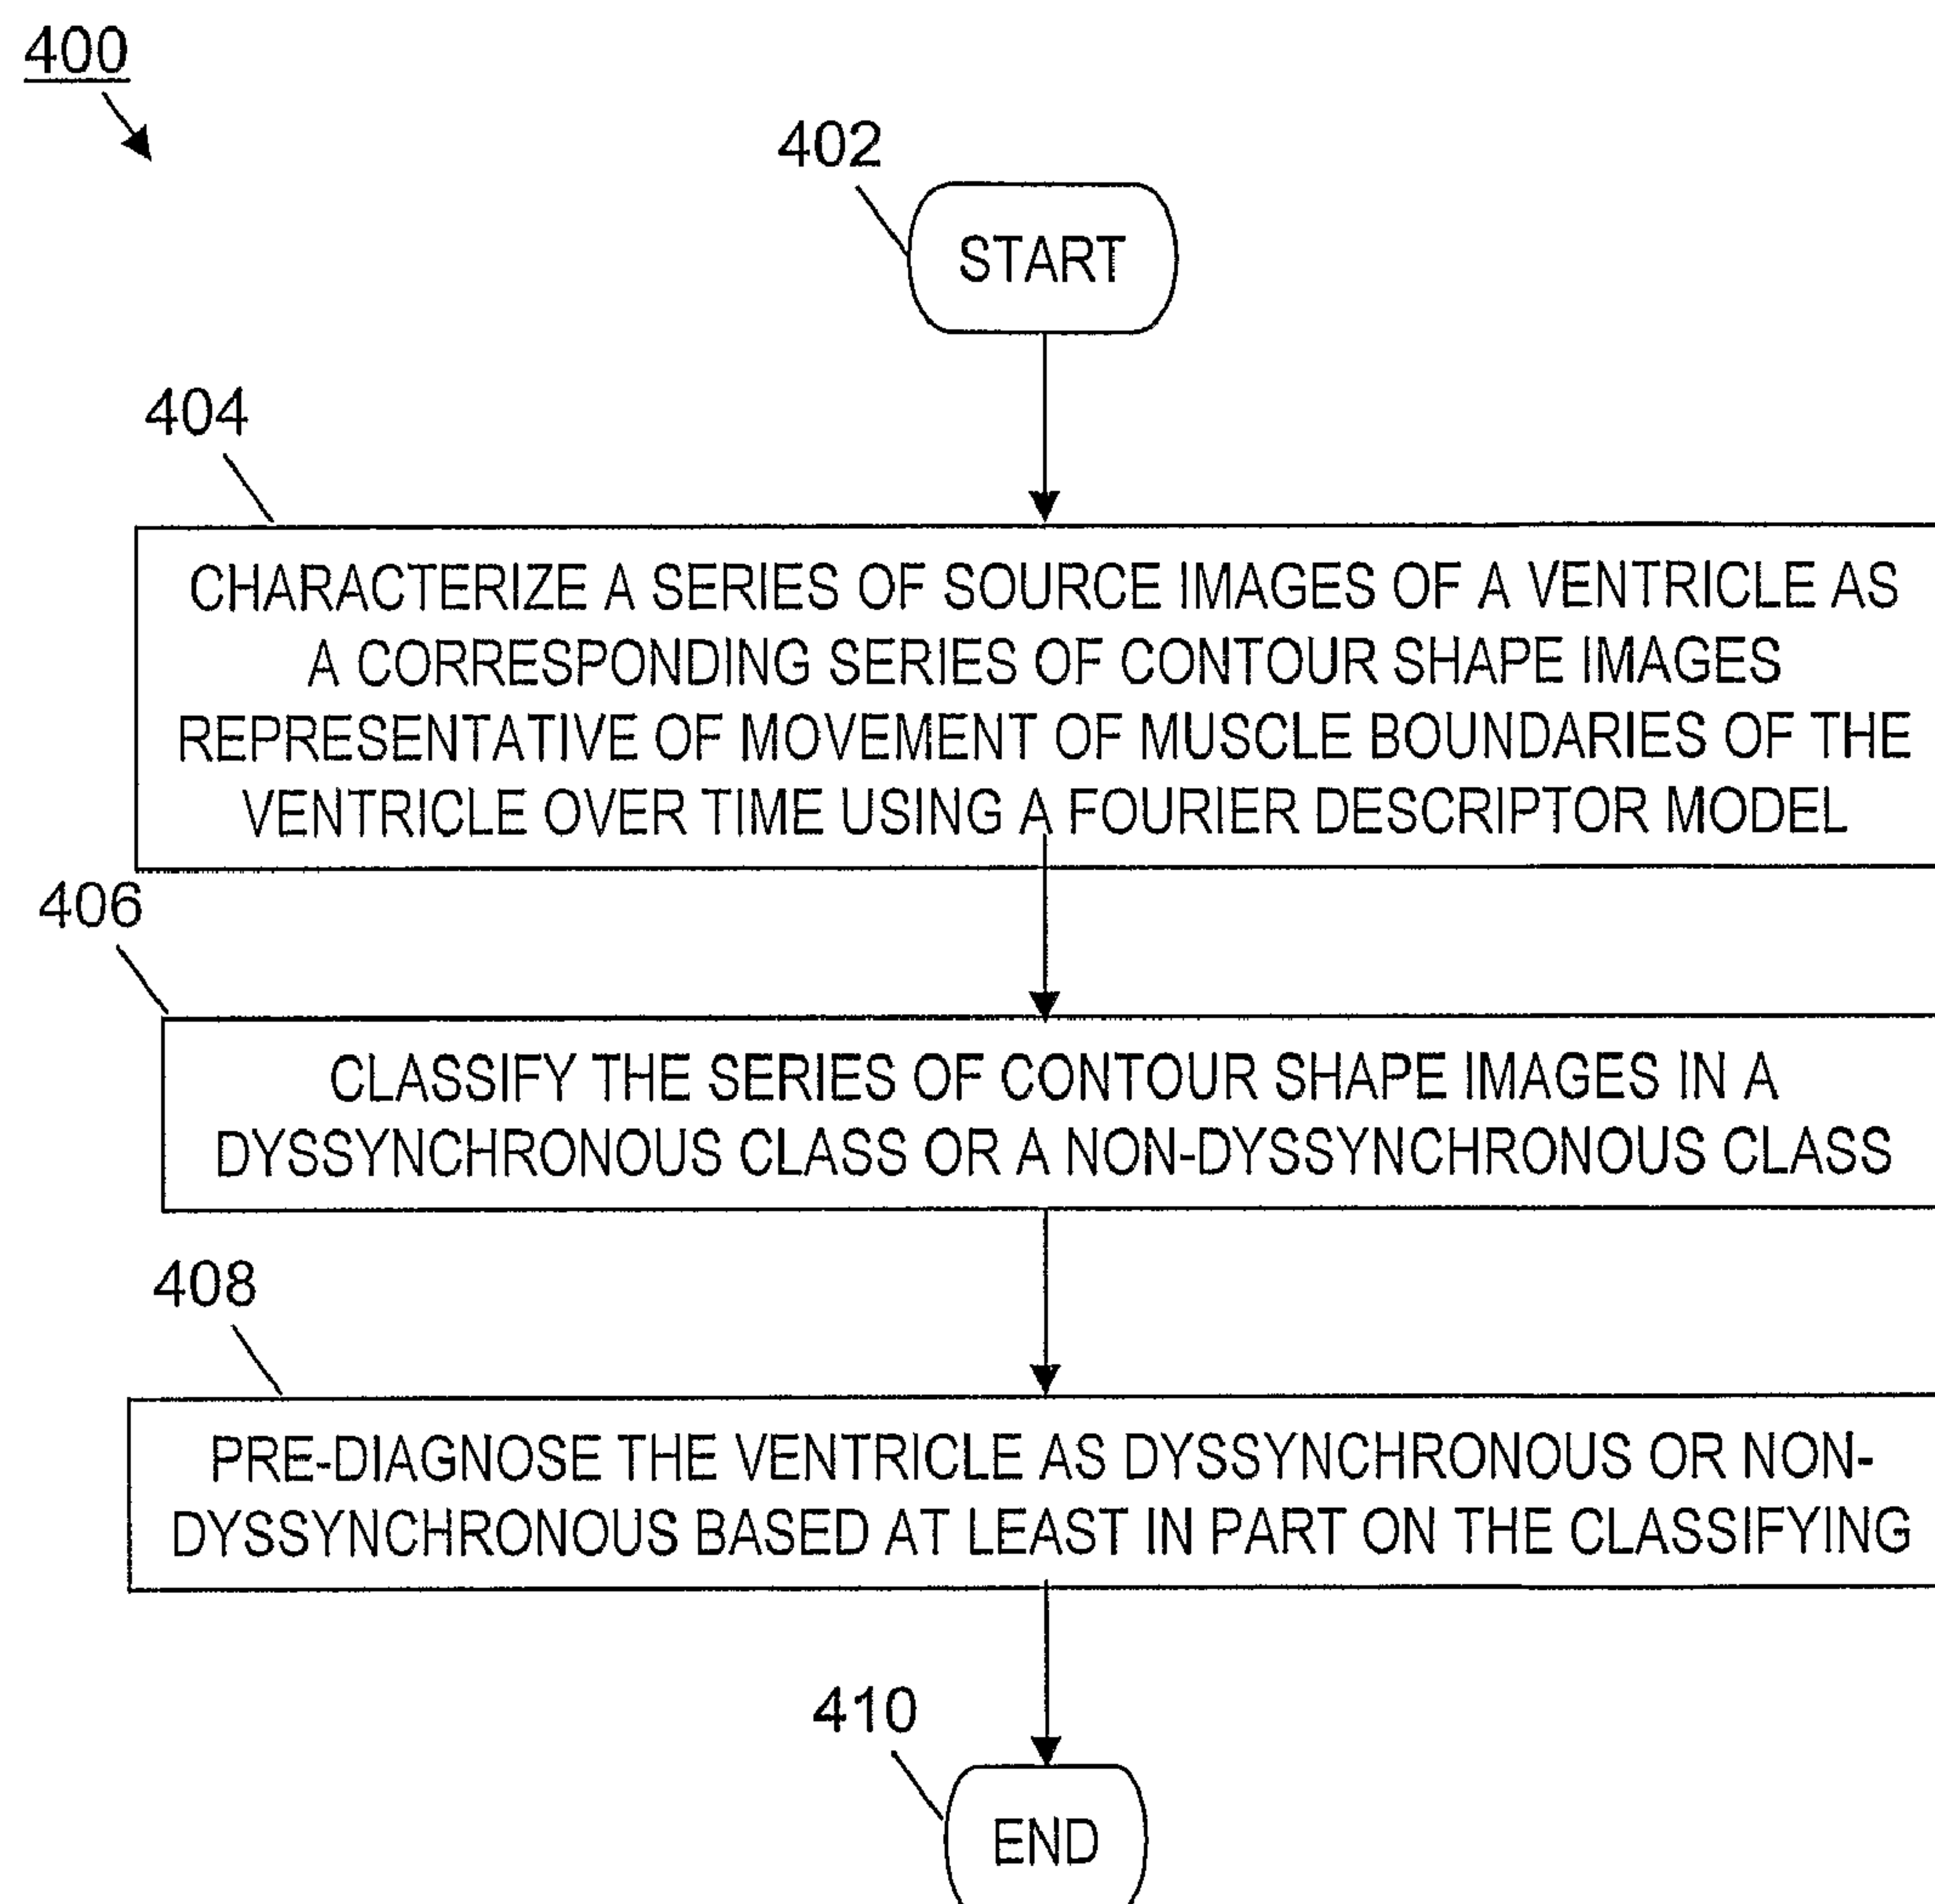 400
402
START
404
CHARACTERIZE A SERIES OF SOURCE IMAGES OF A VENTRICLE AS
A CORRESPONDING SERIES OF CONTOUR SHAPE IMAGES
REPRESENTATIVE OF MOVEMENT OF MUSCLE BOUNDARIES OF THE
VENTRICLE OVER TIME USING A FOURIER DESCRIPTOR MODEL
406
CLASSIFY THE SERIES OF CONTOUR SHAPE IMAGES IN A
DYSSYNCHRONOUS CLASS OR A NON-DYSSYNCHRONOUS CLASS
408
PRE-DIAGNOSE THE VENTRICLE AS DYSSYNCHRONOUS OR NON-
DYSSYNCHRONOUS BASED AT LEAST IN PART ON THE CLASSIFYING
410
END